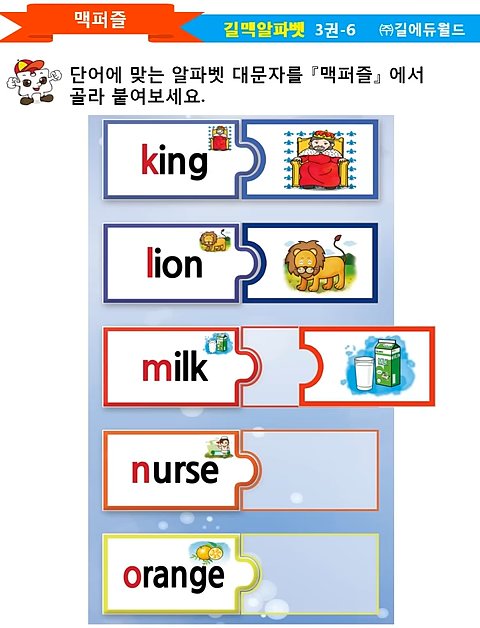 맥퍼즐
길맥알파벳 3권-6 ㈜길에듀월드
단어에 맞는 알파벳 대문자를 『맥퍼즐』 에서
골라 붙여보세요.
king
lion
milk
nurse
orange